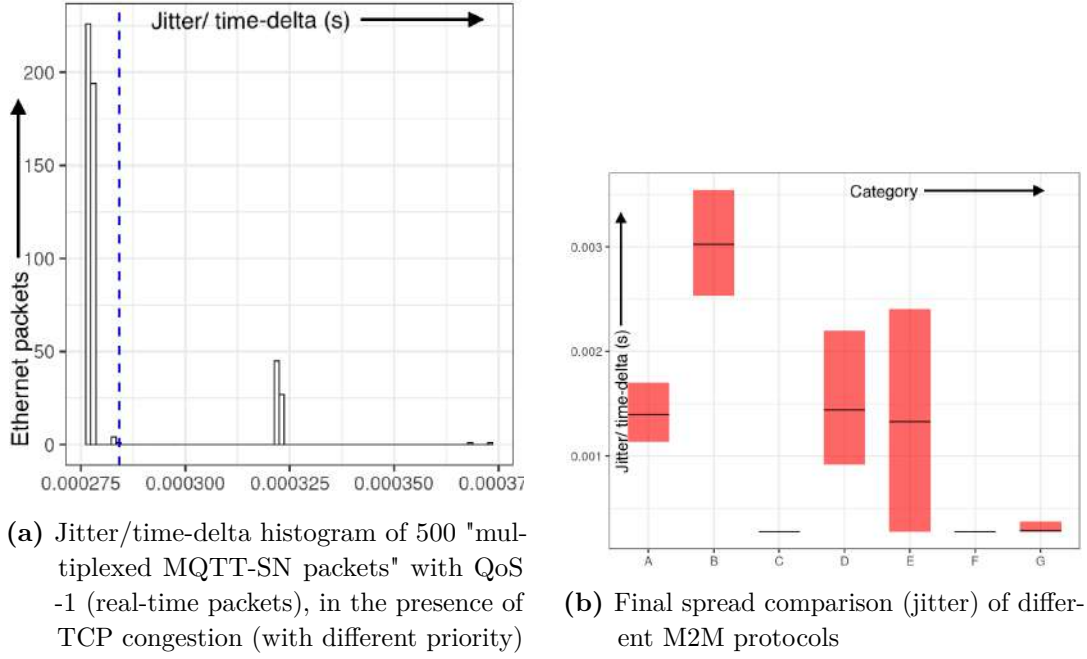 Jitter/ time-delta (s)
Ethernet packets
200
150
100
50
0
0.000275 0.000300 0.000325 0.000350 0.00037
(a) Jitter/time-delta histogram of 500 "mul-
tiplexed MQTT-SN packets" with QoS
-1 (real-time packets), in the presence of
TCP congestion (with different priority)
Category
Jitter/ time-delta (s)
0.003
0.002
0.001
A B C D E F G
(b) Final spread comparison (jitter) of differ-
ent M2M protocols